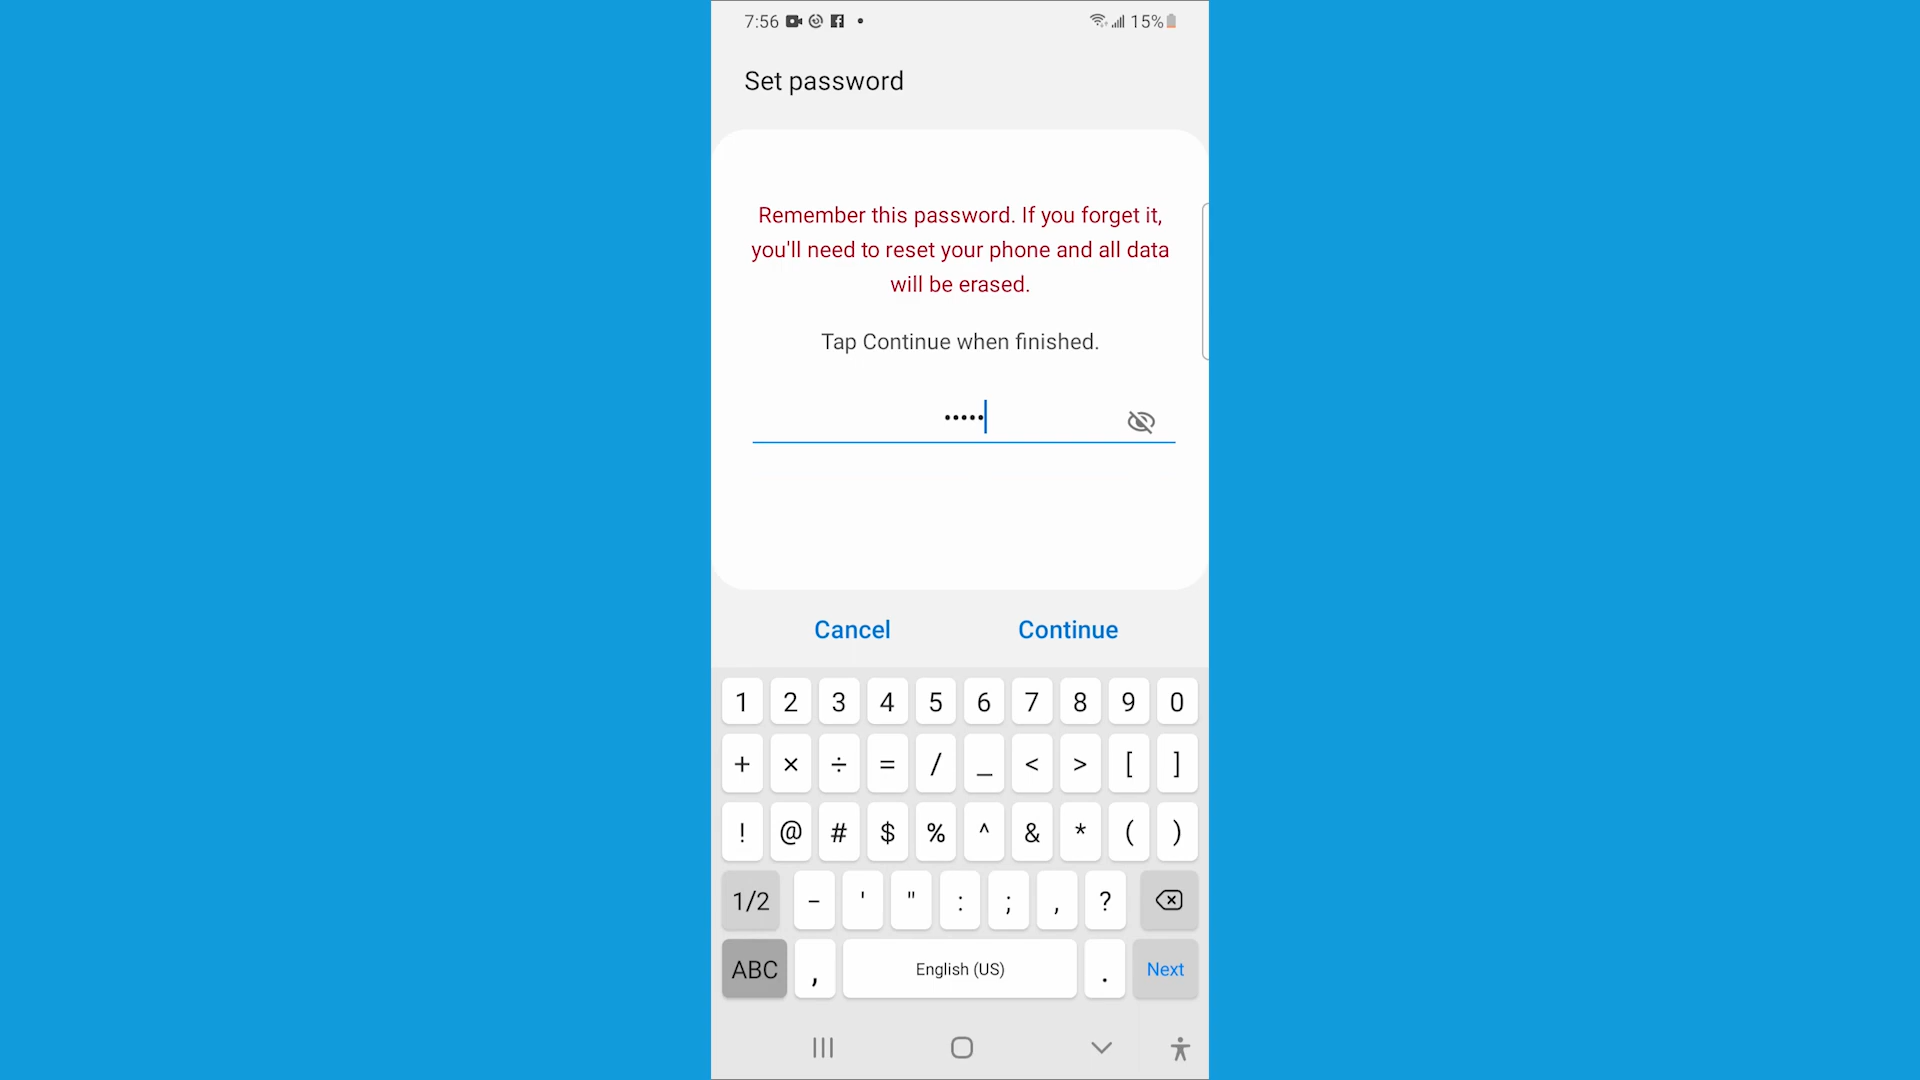 7:56 15%
Set password
Remember this password. If you forget it,
you'll need to reset your phone and all data
will be erased.
Tap Continue when finished.
•••••
Cancel Continue
1 2 3 4 5 6 7 8 9 0
+ × ÷ = / _ < > [ ]
! @ # $ % ^ & * ( )
1/2 - ' " : ; , ?
ABC , English (US) . Next